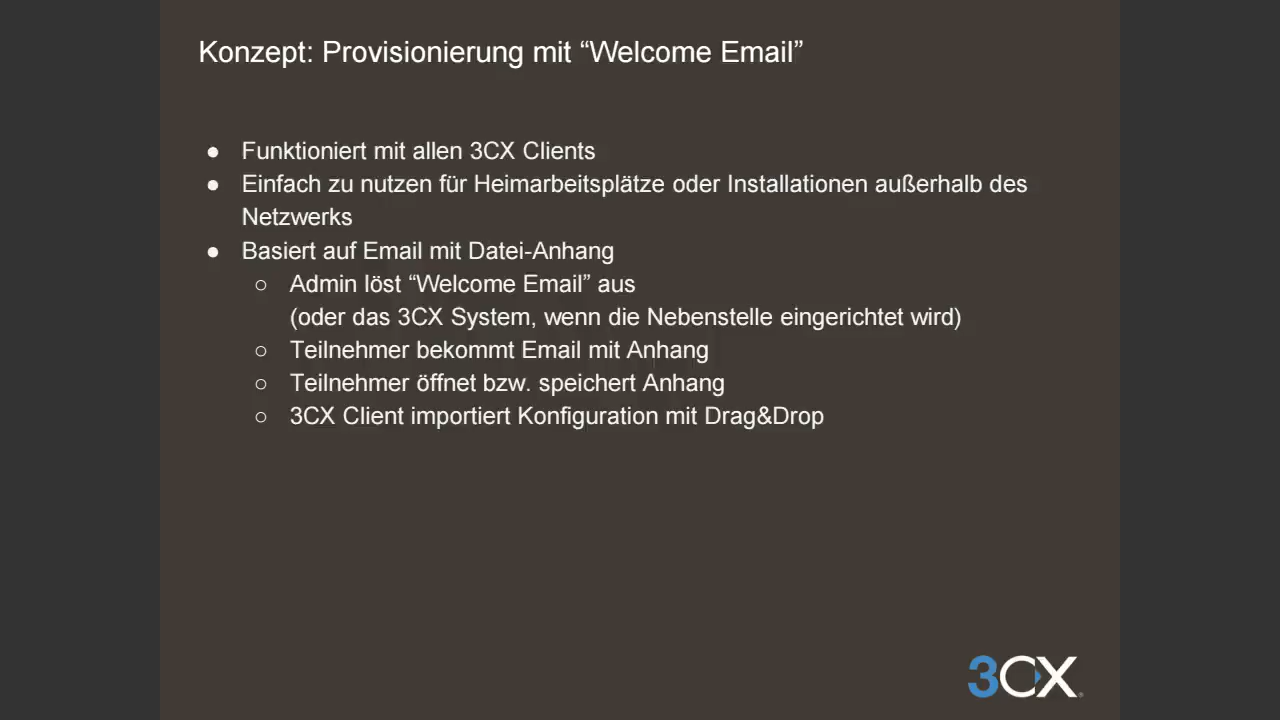 Konzept: Provisionierung mit “Welcome Email”
● Funktioniert mit allen 3CX Clients
● Einfach zu nutzen für Heimarbeitsplätze oder Installationen außerhalb des
Netzwerks
● Basiert auf Email mit Datei-Anhang
○ Admin löst “Welcome Email” aus
(oder das 3CX System, wenn die Nebenstelle eingerichtet wird)
○ Teilnehmer bekommt Email mit Anhang
○ Teilnehmer öffnet bzw. speichert Anhang
○ 3CX Client importiert Konfiguration mit Drag&Drop
3CX®